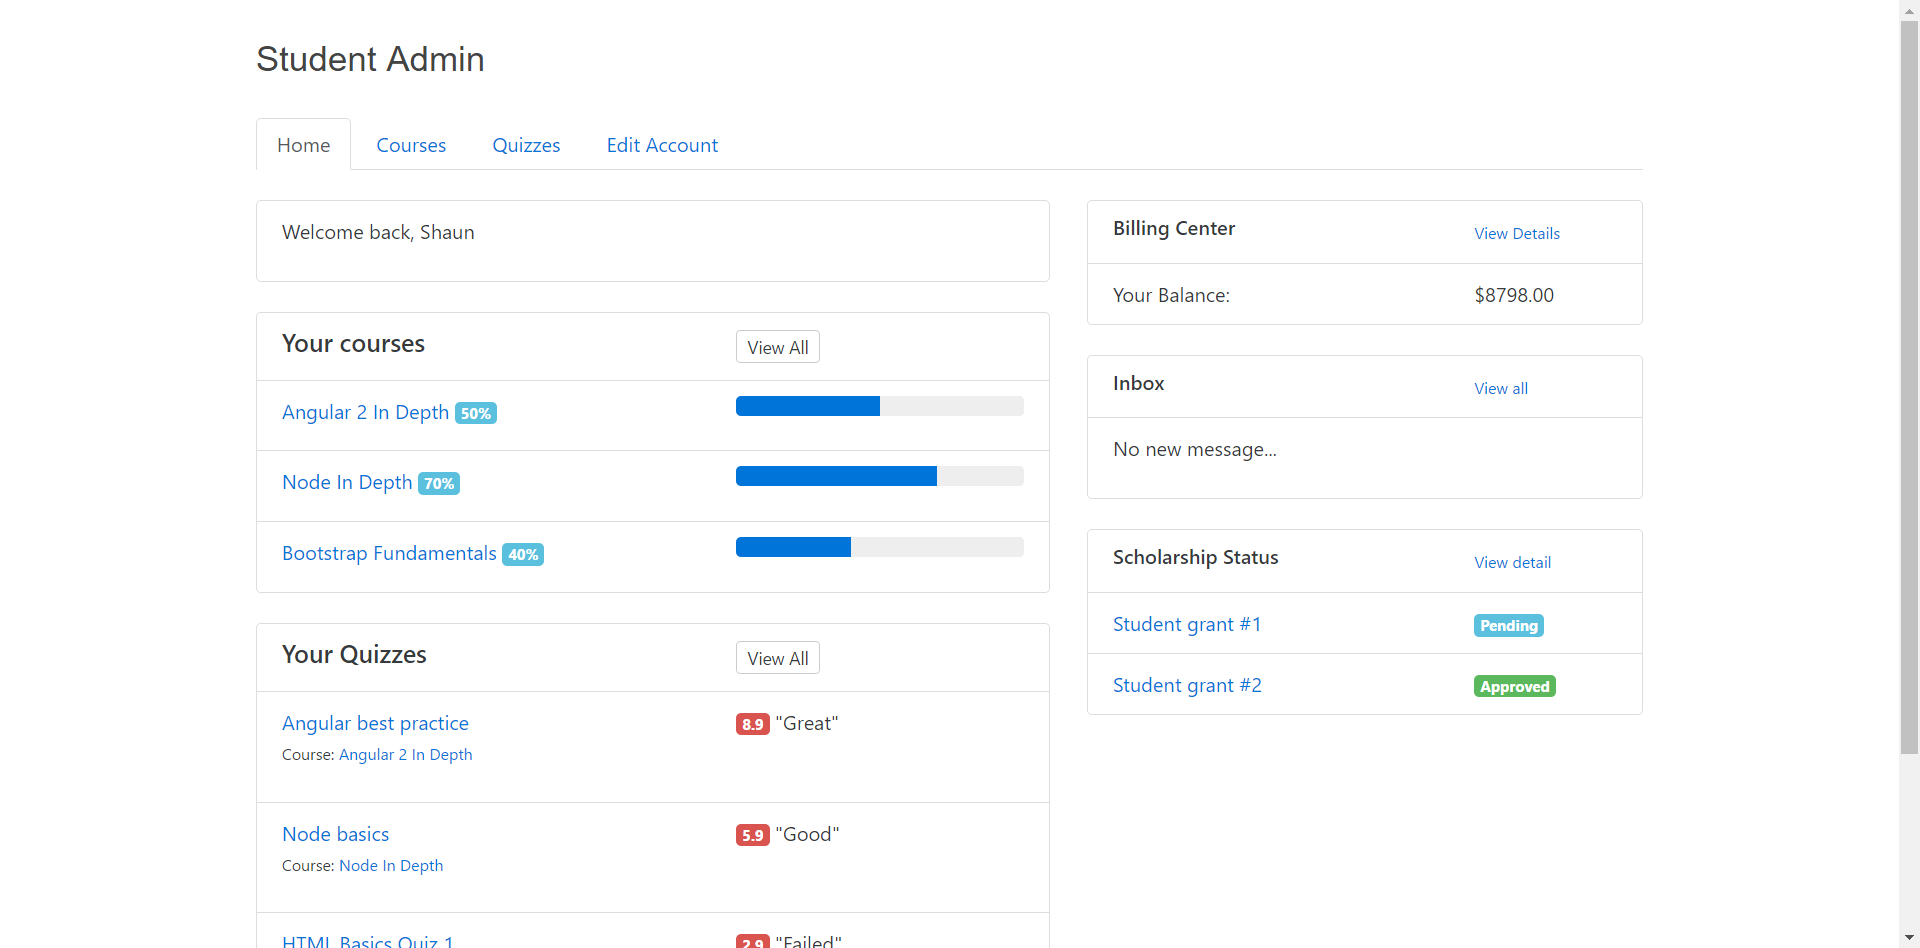 Student Admin
Home Courses Quizzes Edit Account
Welcome back, Shaun
Your courses View All
Angular 2 In Depth 50%
Node In Depth 70%
Bootstrap Fundamentals 40%
Your Quizzes View All
Angular best practice 8.9 "Great"
Course: Angular 2 In Depth
Node basics 5.9 "Good"
Course: Node In Depth
HTML Basics Quiz 1 2.9 "Failed"
Billing Center View Details
Your Balance: $8798.00
Inbox View all
No new message...
Scholarship Status View detail
Student grant #1 Pending
Student grant #2 Approved